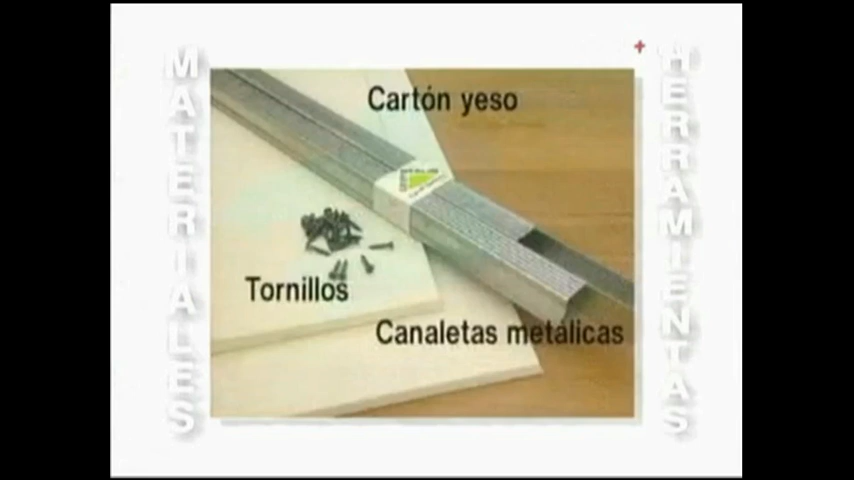 MATERIALES
Cartón yeso
Tornillos
Canaletas metálicas
HERRAMIENTAS